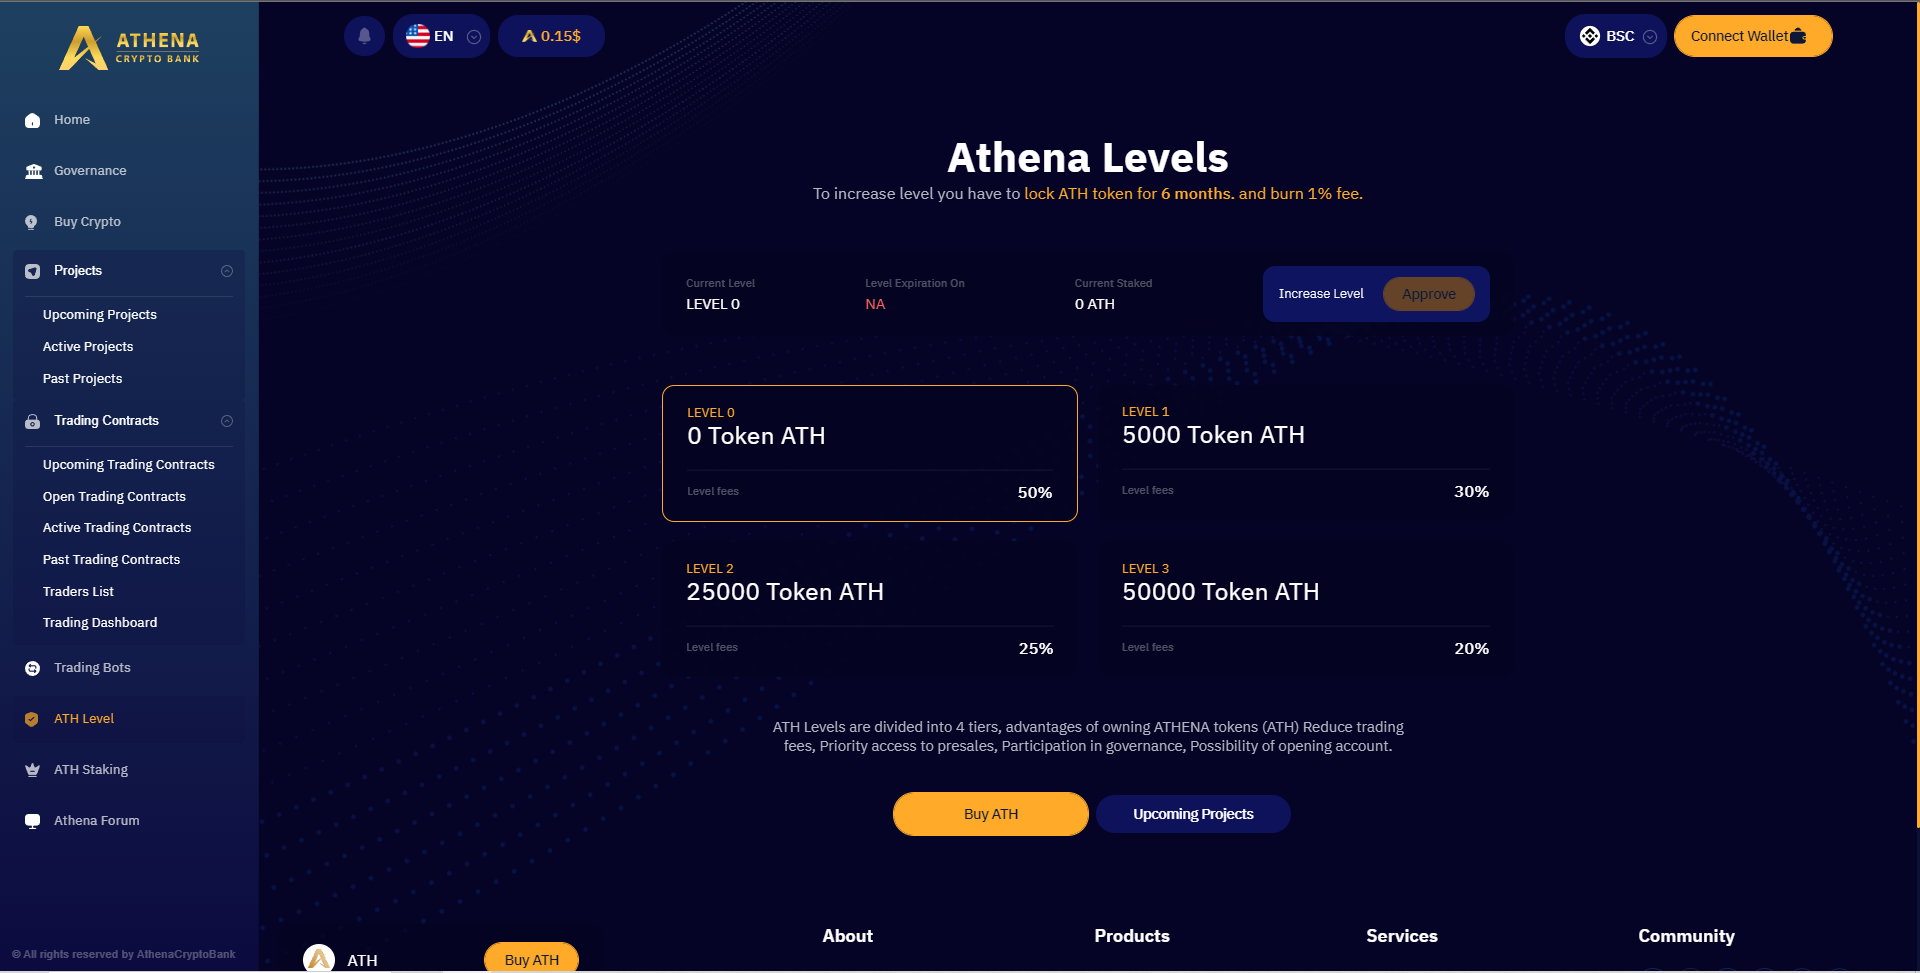 ATHENA
CRYPTO BANK
Home
Governance
Buy Crypto
Projects
Upcoming Projects
Active Projects
Past Projects
Trading Contracts
Upcoming Trading Contracts
Open Trading Contracts
Active Trading Contracts
Past Trading Contracts
Traders List
Trading Dashboard
Trading Bots
ATH Level
ATH Staking
Athena Forum
© All rights reserved by AthenaCryptoBank
EN
0.15$
BSC
Connect Wallet
Athena Levels
To increase level you have to lock ATH token for 6 months. and burn 1% fee.
Current Level
LEVEL 0
Level Expiration On
NA
Current Staked
0 ATH
Increase Level
Approve
LEVEL 0
0 Token ATH
Level fees
50%
LEVEL 1
5000 Token ATH
Level fees
30%
LEVEL 2
25000 Token ATH
Level fees
25%
LEVEL 3
50000 Token ATH
Level fees
20%
ATH Levels are divided into 4 tiers, advantages of owning ATHENA tokens (ATH) Reduce trading
fees, Priority access to presales, Participation in governance, Possibility of opening account.
Buy ATH
Upcoming Projects
ATH
Buy ATH
About
Products
Services
Community